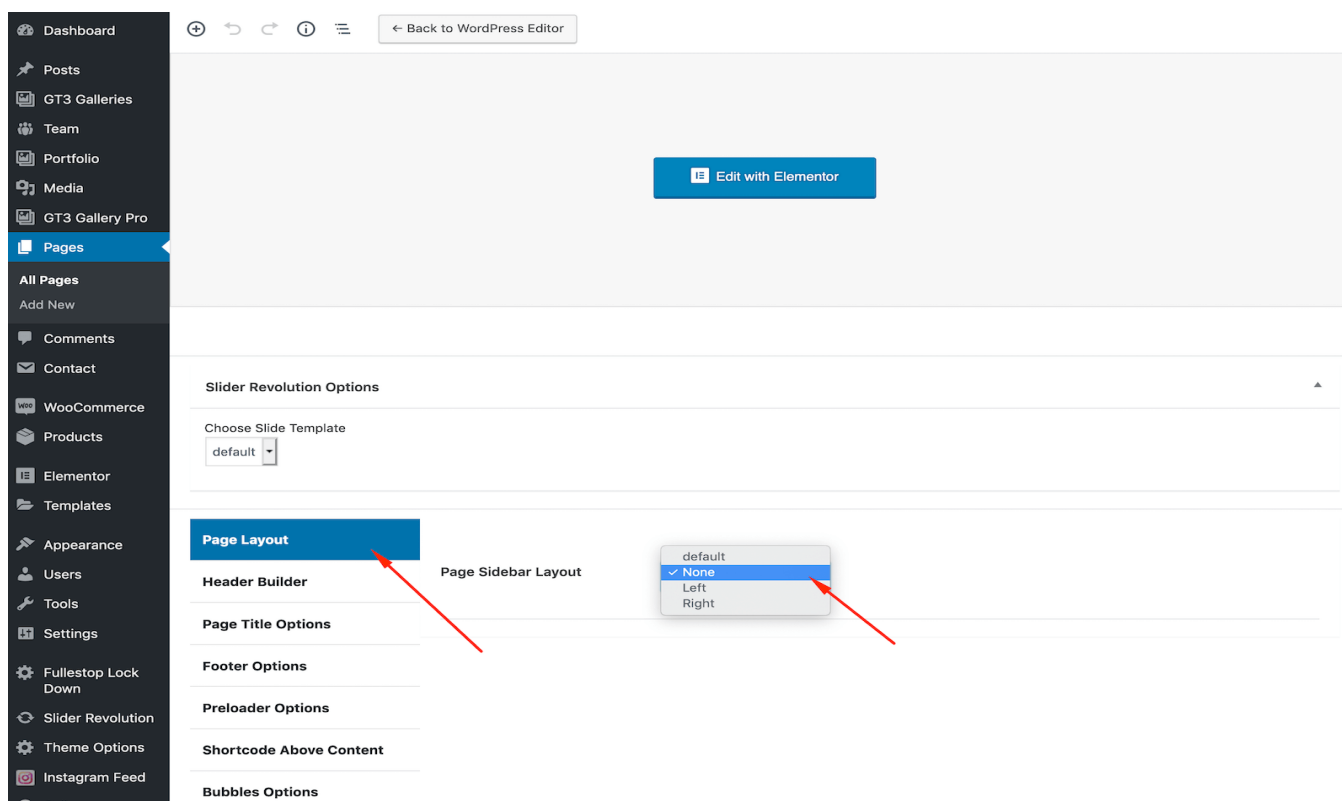 Dashboard
Posts
GT3 Galleries
Team
Portfolio
Media
GT3 Gallery Pro
Pages
All Pages
Add New
Comments
Contact
WOO WooCommerce
Products
Elementor
Templates
Appearance
Users
Tools
Settings
Fullestop Lock
Down
Slider Revolution
Theme Options
Instagram Feed
← Back to WordPress Editor
Edit with Elementor
Slider Revolution Options
Choose Slide Template
default
Page Layout
Header Builder
Page Title Options
Footer Options
Preloader Options
Shortcode Above Content
Bubbles Options
Page Sidebar Layout
default
✓ None
Left
Right